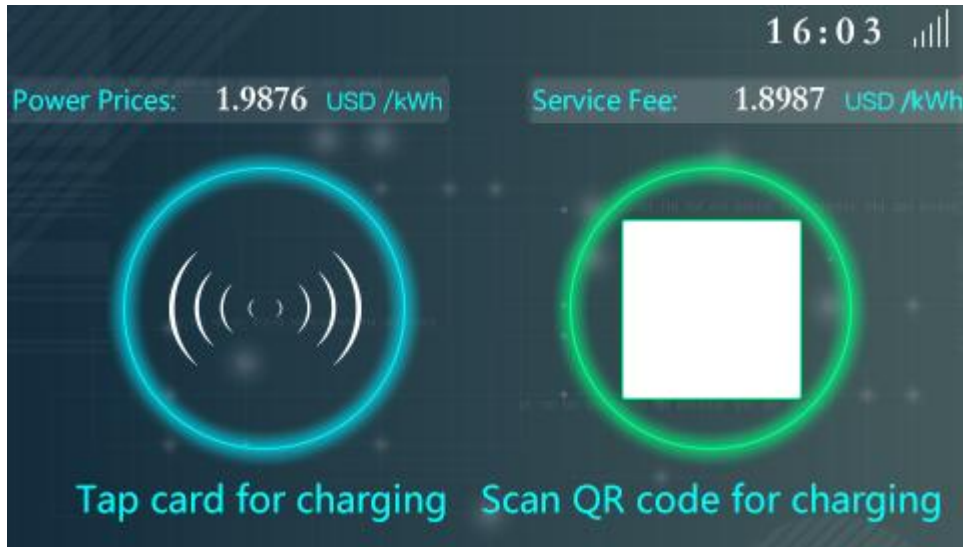 16:03
Power Prices: 1.9876 USD /kWh
Service Fee: 1.8987 USD /kWh
Tap card for charging
Scan QR code for charging